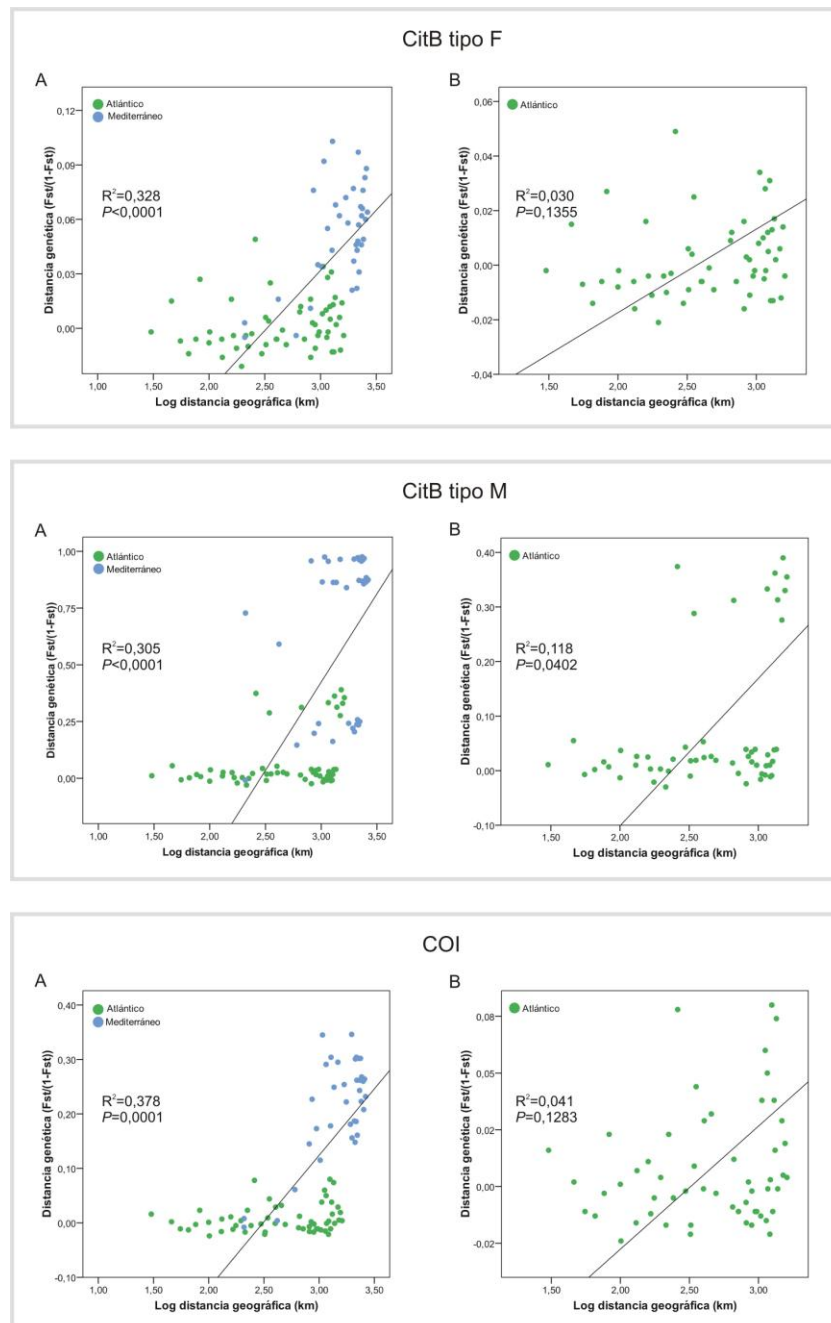 CitB tipo F
A
Atlántico
Mediterráneo
R²=0,328
P<0,0001
Distancia genética (Fst/(1-Fst))
0,12
0,09
0,06
0,03
0,00
1,00 1,50 2,00 2,50 3,00 3,50
Log distancia geográfica (km)
B
Atlántico
R²=0,030
P=0,1355
Distancia genética (Fst/(1-Fst))
0,06
0,04
0,02
0,00
-0,02
-0,04
1,50 2,00 2,50 3,00
Log distancia geográfica (km)
CitB tipo M
A
Atlántico
Mediterráneo
R²=0,305
P<0,0001
Distancia genética (Fst/(1-Fst))
1,00
0,75
0,50
0,25
0,00
1,00 1,50 2,00 2,50 3,00 3,50
Log distancia geográfica (km)
B
Atlántico
R²=0,118
P=0,0402
Distancia genética (Fst/(1-Fst))
0,40
0,30
0,20
0,10
0,00
-0,10
1,50 2,00 2,50 3,00
Log distancia geográfica (km)
COI
A
Atlántico
Mediterráneo
R²=0,378
P=0,0001
Distancia genética (Fst/(1-Fst))
0,40
0,30
0,20
0,10
0,00
-0,10
1,00 1,50 2,00 2,50 3,00 3,50
Log distancia geográfica (km)
B
Atlántico
R²=0,041
P=0,1283
Distancia genética (Fst/(1-Fst))
0,08
0,05
0,02
0,00
-0,02
1,50 2,00 2,50 3,00
Log distancia geográfica (km)